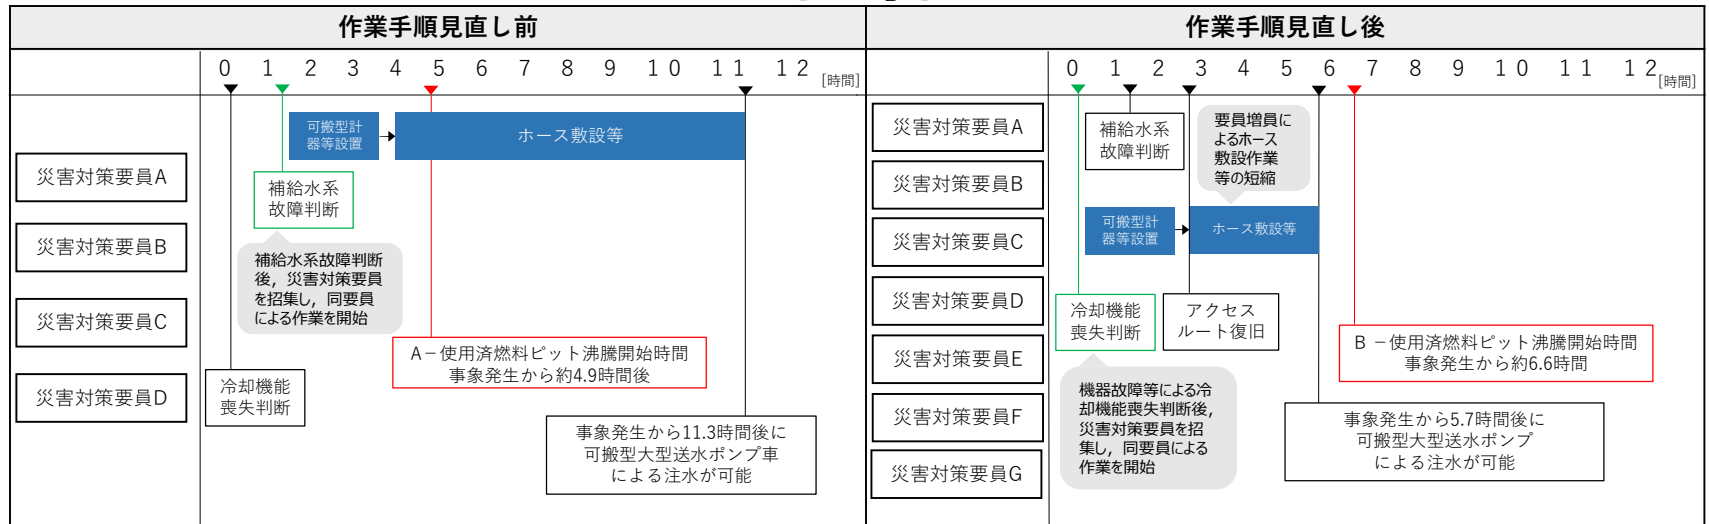 作業手順見直し前
0 1 2 3 4 5 6 7 8 9 10 11 12 [時間]
可搬型計
器等設置
ホース敷設等
災害対策要員A
災害対策要員B
災害対策要員C
災害対策要員D
補給水系
故障判断
補給水系故障判断
後，災害対策要員
を招集し，同要員
による作業を開始
A－使用済燃料ピット沸騰開始時間
事象発生から約4.9時間後
冷却機能
喪失判断
事象発生から11.3時間後に
可搬型大型送水ポンプ車
による注水が可能
作業手順見直し後
0 1 2 3 4 5 6 7 8 9 10 11 12 [時間]
災害対策要員A
災害対策要員B
災害対策要員C
災害対策要員D
災害対策要員E
災害対策要員F
災害対策要員G
補給水系
故障判断
要員増員に
よるホース
敷設作業
等の短縮
可搬型計
器等設置
ホース敷設等
冷却機能
喪失判断
アクセス
ルート復旧
B－使用済燃料ピット沸騰開始時間
事象発生から約6.6時間
機器故障等による冷
却機能喪失判断後，
災害対策要員を招
集し，同要員による
作業を開始
事象発生から5.7時間後に
可搬型大型送水ポンプ
による注水が可能